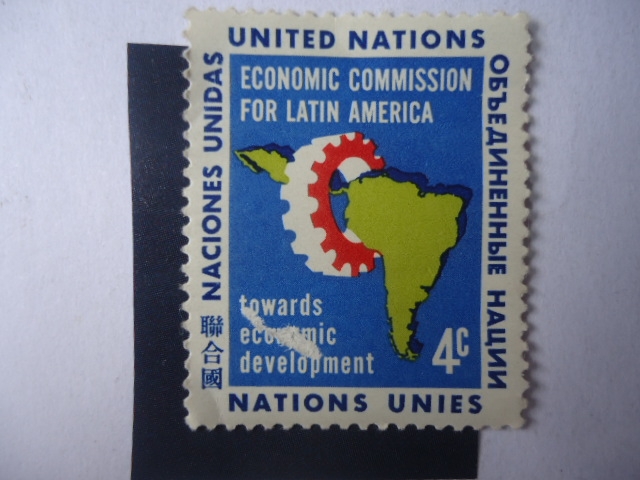 UNITED NATIONS
ECONOMIC COMMISSION
FOR LATIN AMERICA
NACIONES UNIDAS
ОБЪЕДИНЕННЫЕ НАЦИИ
聯合國
towards
economic
development
4c
NATIONS UNIES